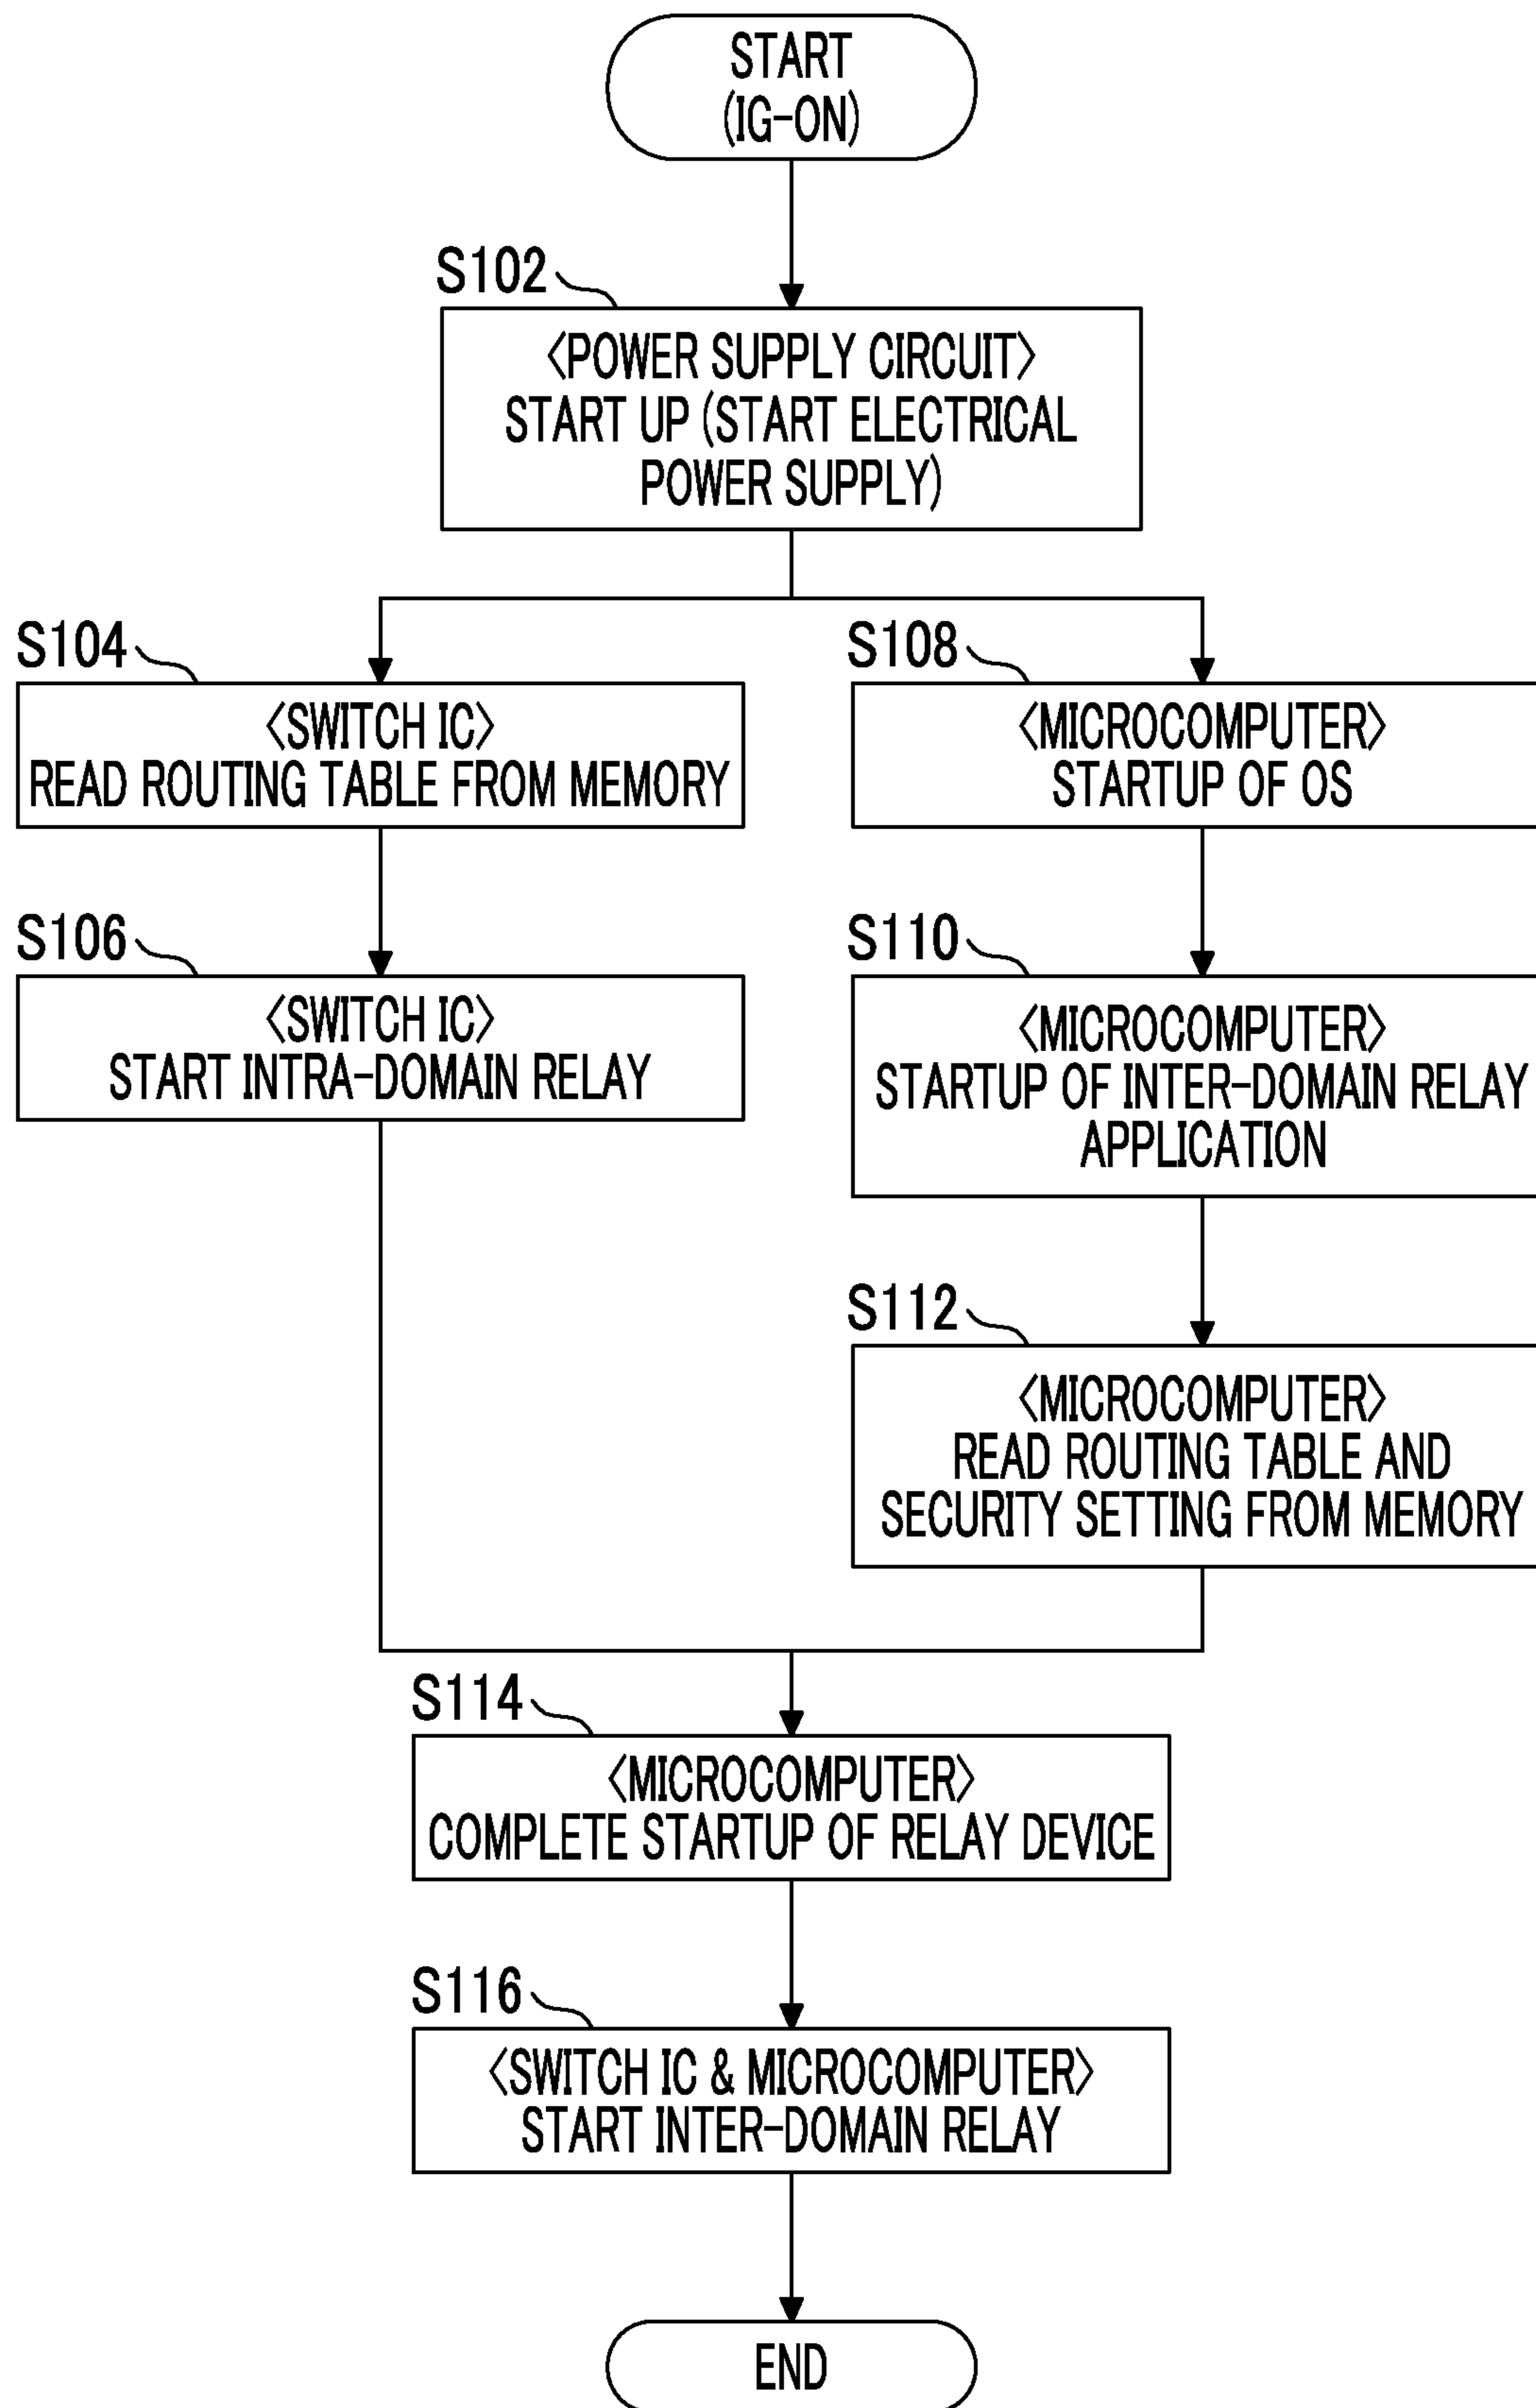 START
(IG-ON)
S102
<POWER SUPPLY CIRCUIT>
START UP (START ELECTRICAL
POWER SUPPLY)
S104
<SWITCH IC>
READ ROUTING TABLE FROM MEMORY
S106
<SWITCH IC>
START INTRA-DOMAIN RELAY
S108
<MICROCOMPUTER>
STARTUP OF OS
S110
<MICROCOMPUTER>
STARTUP OF INTER-DOMAIN RELAY
APPLICATION
S112
<MICROCOMPUTER>
READ ROUTING TABLE AND
SECURITY SETTING FROM MEMORY
S114
<MICROCOMPUTER>
COMPLETE STARTUP OF RELAY DEVICE
S116
<SWITCH IC & MICROCOMPUTER>
START INTER-DOMAIN RELAY
END